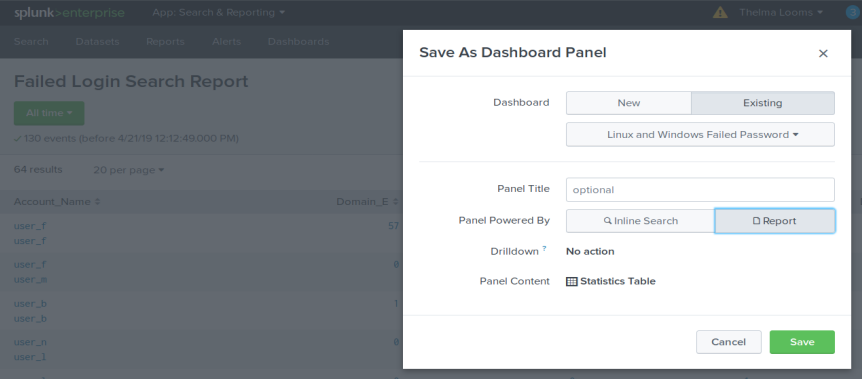 splunk>enterprise App: Search & Reporting Thelma Looms 3
Search Datasets Reports Alerts Dashboards
Save As Dashboard Panel
Failed Login Search Report
Dashboard New Existing
All time
Linux and Windows Failed Password
✓ 130 events (before 4/21/19 12:12:49.000 PM)
64 results 20 per page
Panel Title optional
Account_Name Domain_E
Panel Powered By Inline Search Report
user_f 57
user_f
Drilldown ? No action
user_f 0
user_m
Panel Content Statistics Table
user_b 1
user_b
user_n 0
user_l
Cancel Save